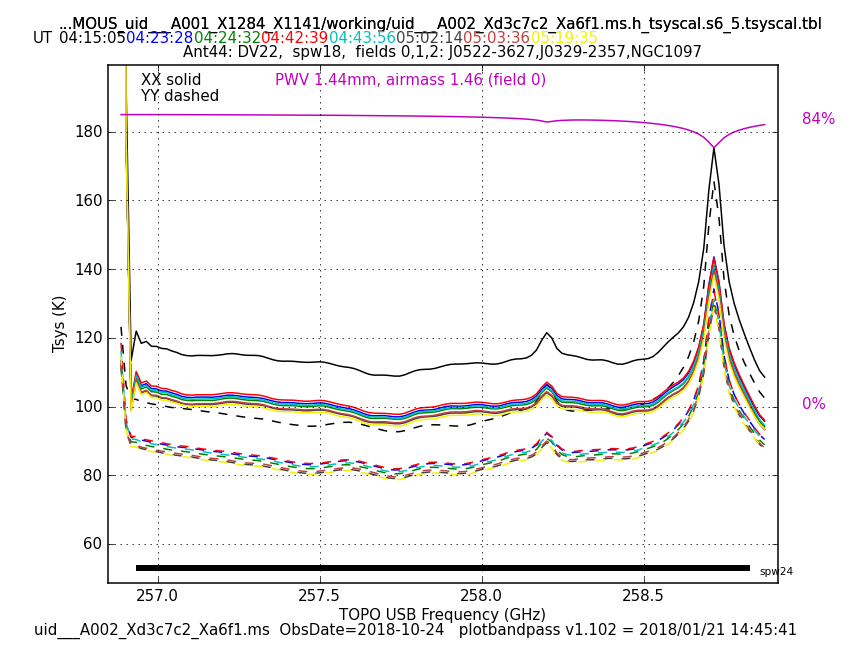 ...MOUS_uid___A001_X1284_X1141/working/uid___A002_Xd3c7c2_Xa6f1.ms.h_tsyscal.s6_5.tsyscal.tbl
UT 04:15:05 04:23:28 04:24:32 04:42:39 04:43:56 05:02:14 05:03:36 05:19:35
Ant44: DV22,  spw18,  fields 0,1,2: J0522-3627,J0329-2357,NGC1097
XX solid
YY dashed
PWV 1.44mm, airmass 1.46 (field 0)
84%
0%
180
160
140
120
100
80
60
Tsys (K)
spw24
257.0 257.5 258.0 258.5
TOPO USB Frequency (GHz)
uid___A002_Xd3c7c2_Xa6f1.ms  ObsDate=2018-10-24   plotbandpass v1.102 = 2018/01/21 14:45:41